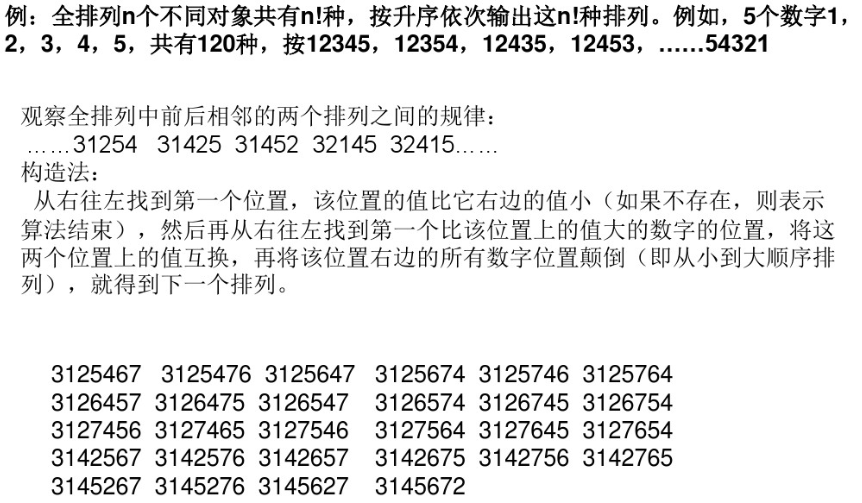 例：全排列n个不同对象共有n!种，按升序依次输出这n!种排列。例如，5个数字1，
2，3，4，5，共有120种，按12345，12354，12435，12453，……54321
观察全排列中前后相邻的两个排列之间的规律：
……31254 31425 31452 32145 32415……
构造法：
从右往左找到第一个位置，该位置的值比它右边的值小（如果不存在，则表示
算法结束），然后再从右往左找到第一个比该位置上的值大的数字的位置，将这
两个位置上的值互换，再将该位置右边的所有数字位置颠倒（即从小到大顺序排
列），就得到下一个排列。
3125467 3125476 3125647 3125674 3125746 3125764
3126457 3126475 3126547 3126574 3126745 3126754
3127456 3127465 3127546 3127564 3127645 3127654
3142567 3142576 3142657 3142675 3142756 3142765
3145267 3145276 3145627 3145672